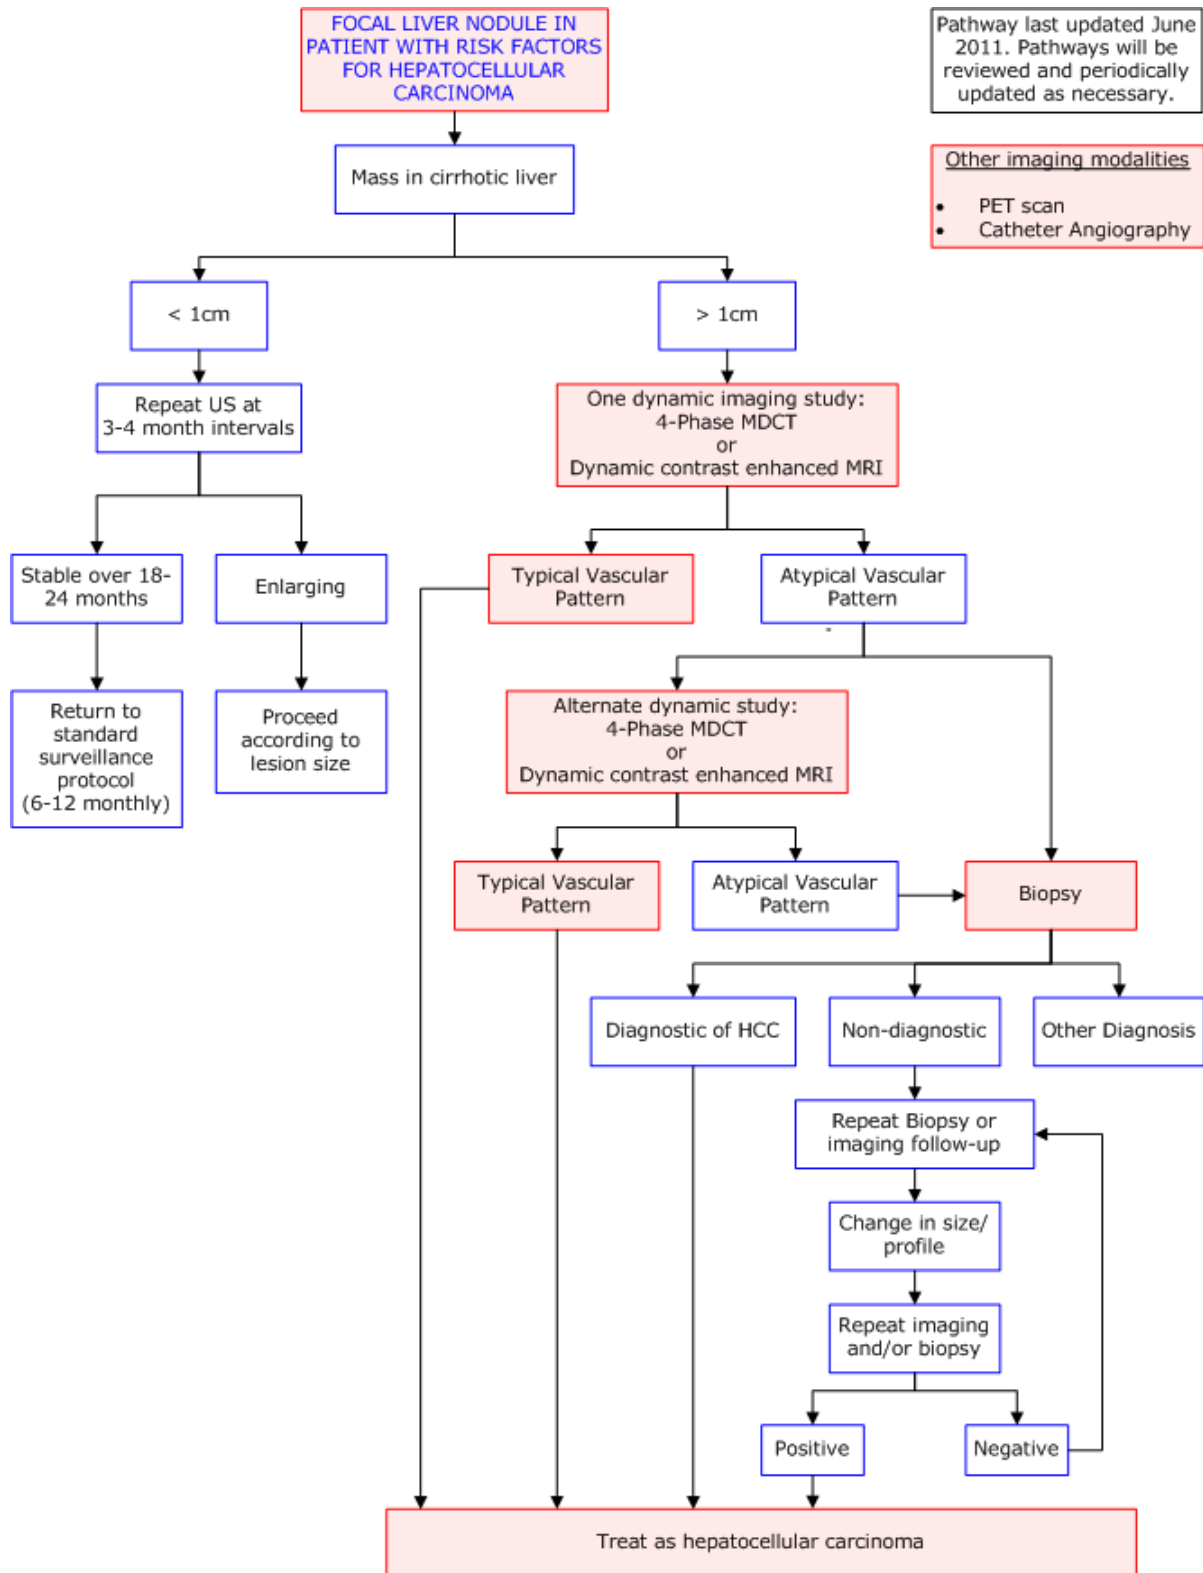 FOCAL LIVER NODULE IN
PATIENT WITH RISK FACTORS
FOR HEPATOCELLULAR
CARCINOMA
Pathway last updated June
2011. Pathways will be
reviewed and periodically
updated as necessary.
Other imaging modalities
• PET scan
• Catheter Angiography
Mass in cirrhotic liver
< 1cm
> 1cm
Repeat US at
3-4 month intervals
One dynamic imaging study:
4-Phase MDCT
or
Dynamic contrast enhanced MRI
Stable over 18-
24 months
Enlarging
Typical Vascular
Pattern
Atypical Vascular
Pattern
-
Return to
standard
surveillance
protocol
(6-12 monthly)
Proceed
according to
lesion size
Alternate dynamic study:
4-Phase MDCT
or
Dynamic contrast enhanced MRI
Typical Vascular
Pattern
Atypical Vascular
Pattern
Biopsy
Diagnostic of HCC
Non-diagnostic
Other Diagnosis
Repeat Biopsy or
imaging follow-up
Change in size/
profile
Repeat imaging
and/or biopsy
Positive
Negative
Treat as hepatocellular carcinoma